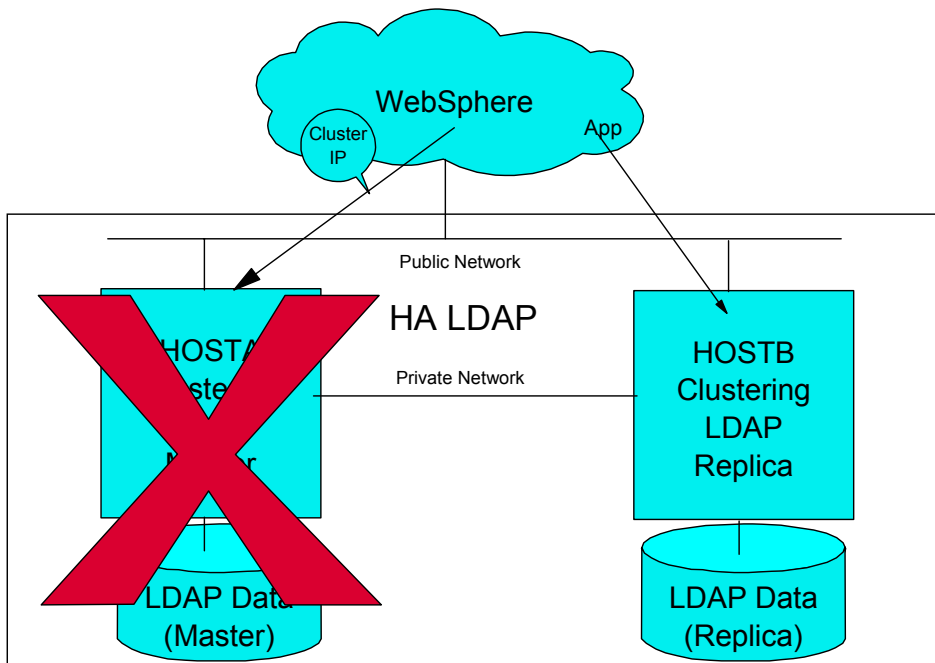 WebSphere
Cluster
IP
App
Public Network
HA LDAP
HOSTA
Private Network
HOSTB
Clustering
LDAP
Replica
LDAP Data
(Master)
LDAP Data
(Replica)